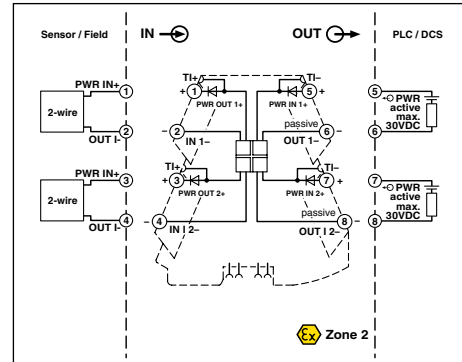 Sensor / Field
IN
OUT
PLC / DCS
PWR IN+ 1
2-wire
2
OUT I-
TI+
+ 1
PWR OUT 1+
2 –
IN 1–
TI–
5 +
PWR IN 1+
passive
6 –
OUT 1–
5
PWR
active
max.
30VDC
6
PWR IN+
3
2-wire
4
OUT I-
TI+
+ 3
PWR OUT 2+
– 4
IN I 2–
TI–
7 +
PWR IN 2+
passive
8 –
OUT I 2–
7
PWR
active
max.
30VDC
8
Ex Zone 2